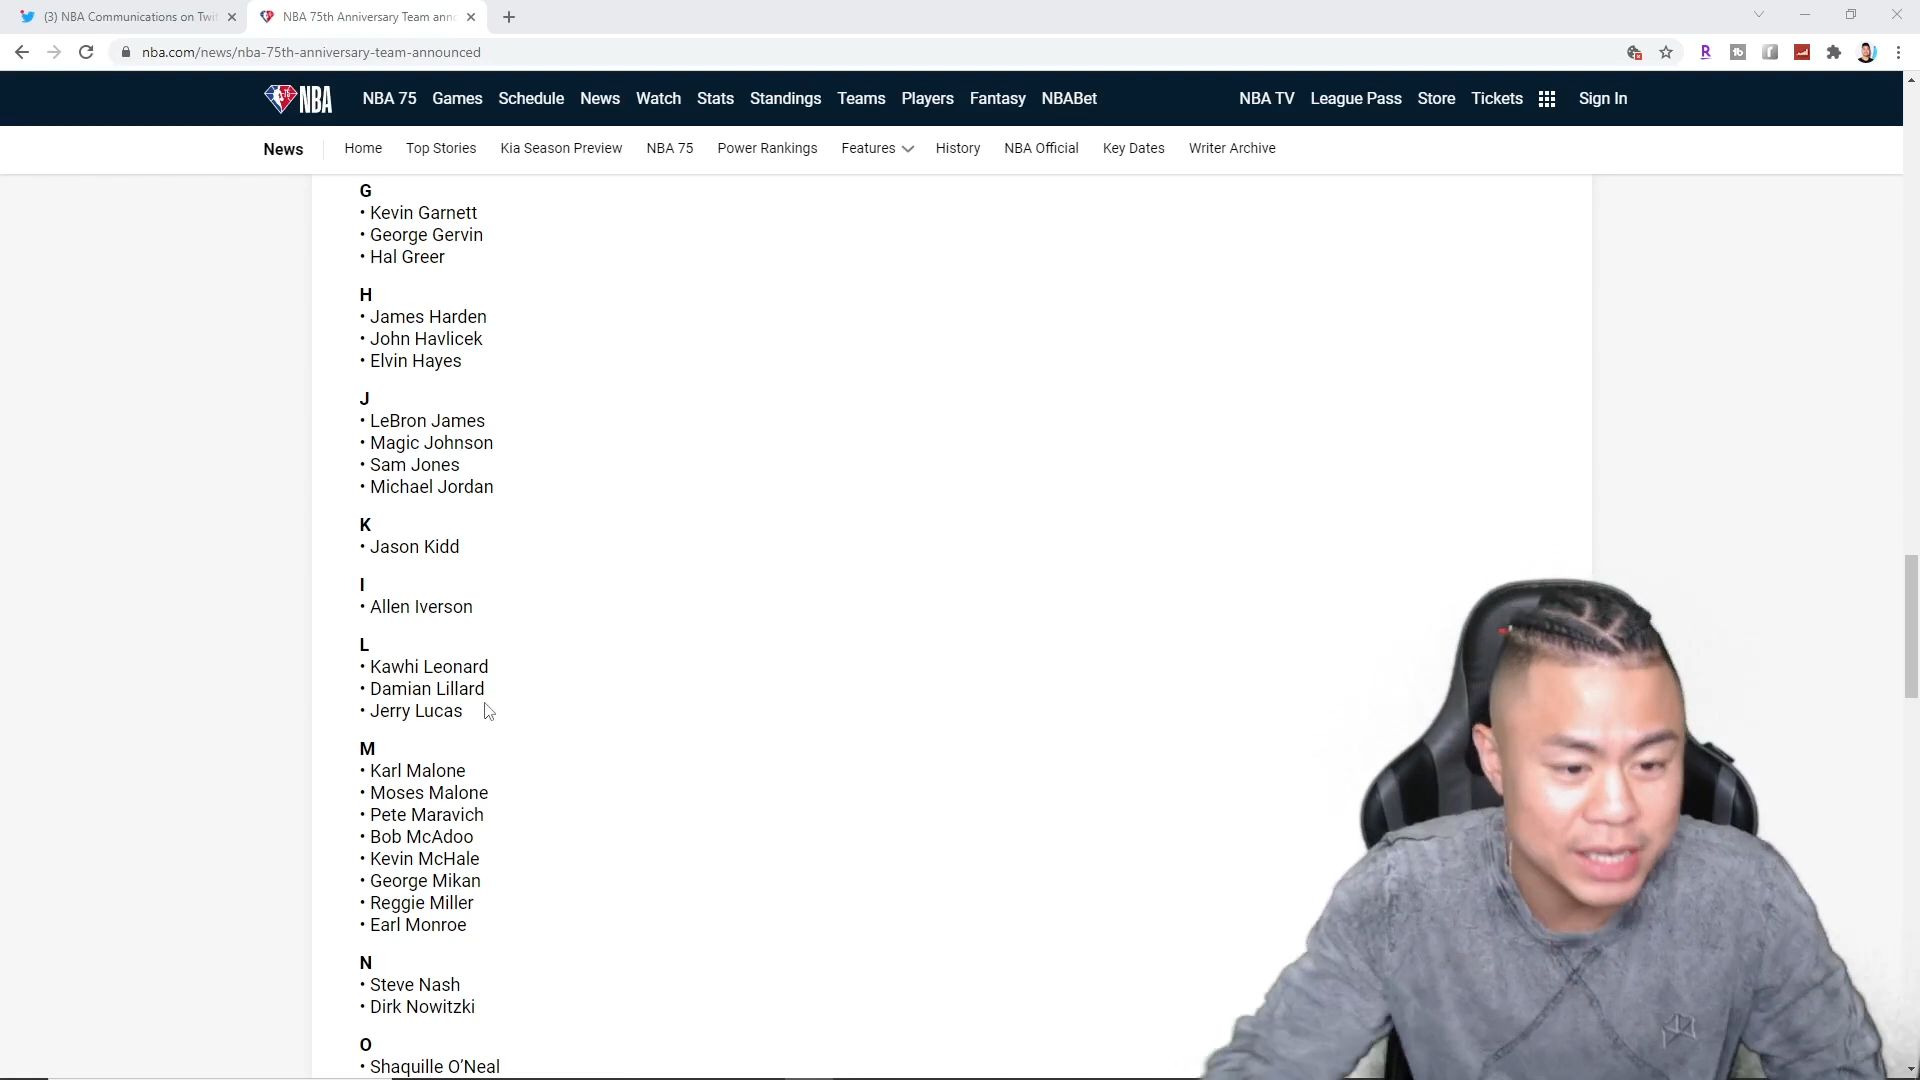 (3) NBA Communications on Twit
NBA 75th Anniversary Team anno
nba.com/news/nba-75th-anniversary-team-announced
NBA
NBA 75
Games
Schedule
News
Watch
Stats
Standings
Teams
Players
Fantasy
NBABet
NBA TV
League Pass
Store
Tickets
Sign In
News
Home
Top Stories
Kia Season Preview
NBA 75
Power Rankings
Features
History
NBA Official
Key Dates
Writer Archive
G
• Kevin Garnett
• George Gervin
• Hal Greer
H
• James Harden
• John Havlicek
• Elvin Hayes
J
• LeBron James
• Magic Johnson
• Sam Jones
• Michael Jordan
K
• Jason Kidd
I
• Allen Iverson
L
• Kawhi Leonard
• Damian Lillard
• Jerry Lucas
M
• Karl Malone
• Moses Malone
• Pete Maravich
• Bob McAdoo
• Kevin McHale
• George Mikan
• Reggie Miller
• Earl Monroe
N
• Steve Nash
• Dirk Nowitzki
O
• Shaquille O'Neal